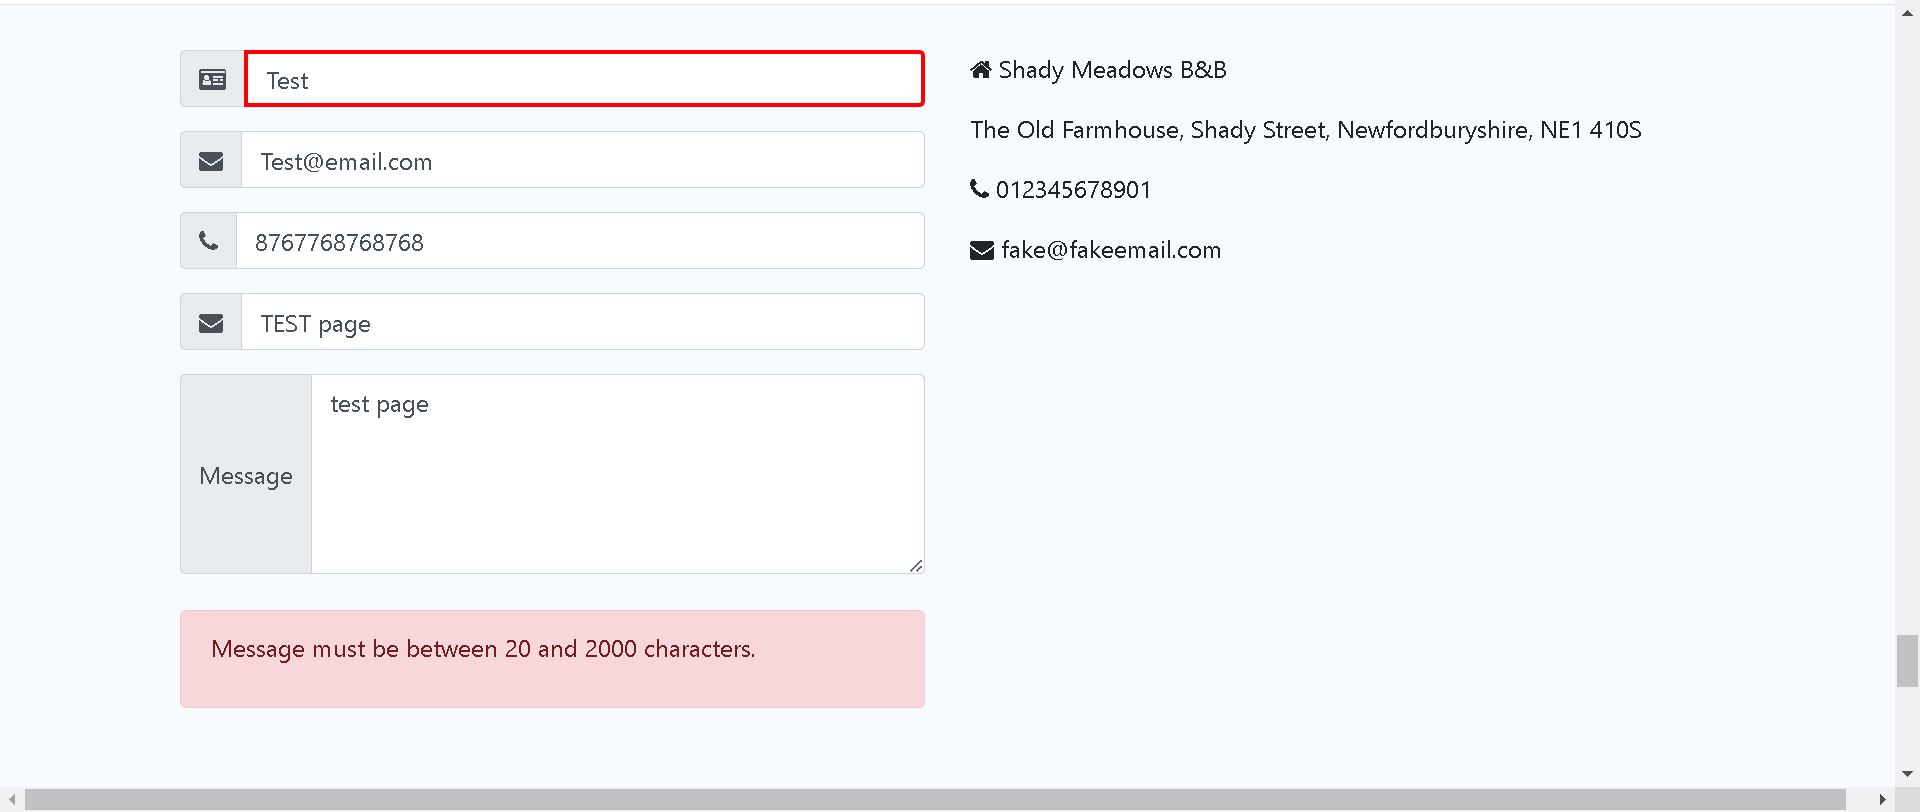 Test
Test@email.com
8767768768768
TEST page
Message
test page
Message must be between 20 and 2000 characters.
Shady Meadows B&B
The Old Farmhouse, Shady Street, Newfordburyshire, NE1 410S
012345678901
fake@fakeemail.com